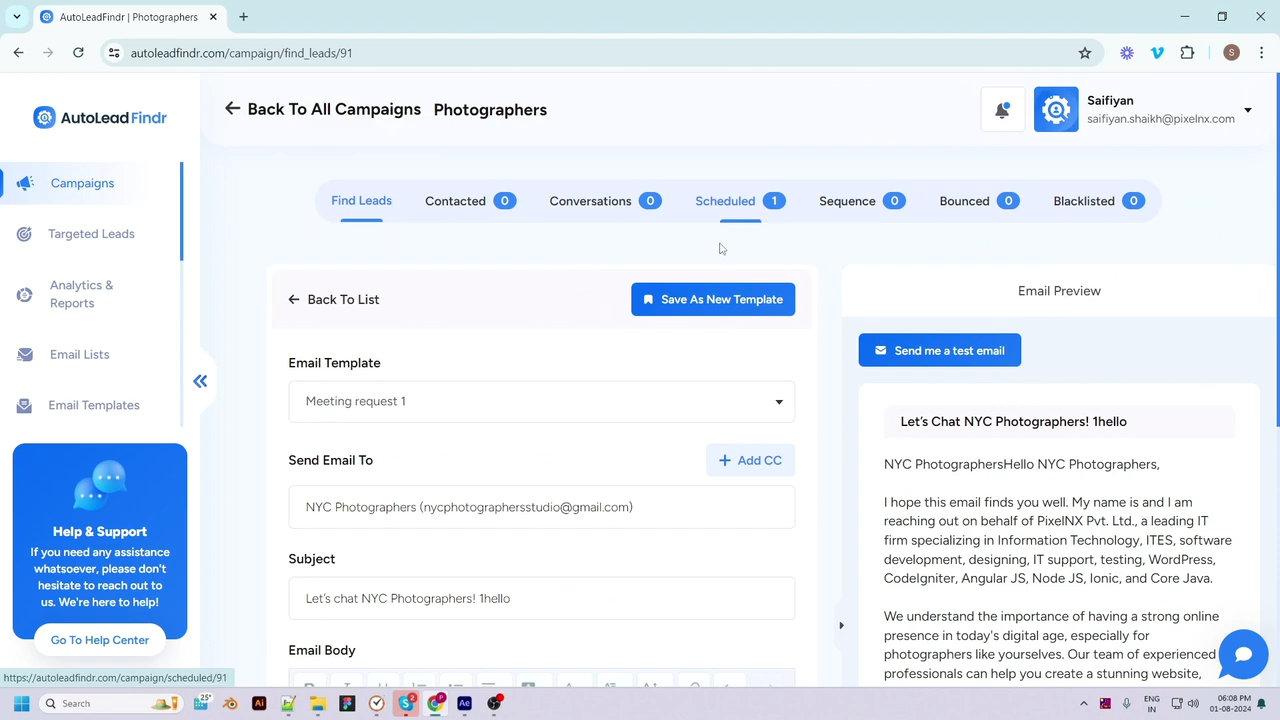 AutoLeadFindr | Photographers
autoleadfindr.com/campaign/find_leads/91
S
AutoLead Findr
Back To All Campaigns
Photographers
Saifiyan
saifiyan.shaikh@pixelnx.com
Campaigns
Targeted Leads
Analytics &
Reports
Email Lists
Email Templates
Help & Support
If you need any assistance
whatsoever, please don't
hesitate to reach out to
us. We're here to help!
Go To Help Center
Find Leads
Contacted 0
Conversations 0
Scheduled 1
Sequence 0
Bounced 0
Blacklisted 0
Back To List
Save As New Template
Email Template
Meeting request 1
Send Email To
Add CC
NYC Photographers (nycphotographersstudio@gmail.com)
Subject
Let's chat NYC Photographers! 1hello
Email Body
Email Preview
Send me a test email
Let's Chat NYC Photographers! 1hello
NYC PhotographersHello NYC Photographers,
I hope this email finds you well. My name is and I am
reaching out on behalf of PixelNX Pvt. Ltd., a leading IT
firm specializing in Information Technology, ITES, software
development, designing, IT support, testing, WordPress,
CodeIgniter, Angular JS, Node JS, Ionic, and Core Java.
We understand the importance of having a strong online
presence in today's digital age, especially for
photographers like yourselves. Our team of experienced
professionals can help you create a stunning website,
https://autoleadfindr.com/campaign/scheduled/91
Search
25°
Ai
2
P
Ae
ENG
IN
06:08 PM
01-08-2024